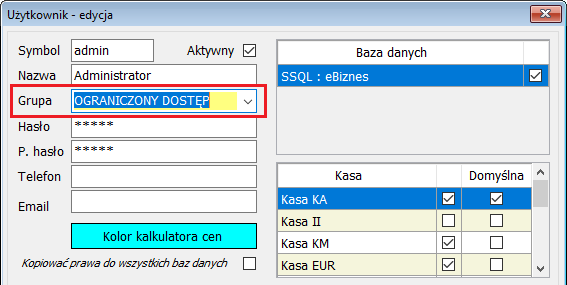 Użytkownik - edycja
Symbol admin Aktywny
Nazwa Administrator
Grupa OGRANICZONY DOSTĘP
Hasło *****
P. hasło *****
Telefon
Email
Kolor kalkulatora cen
Kopiować prawa do wszystkich baz danych
Baza danych
SSQL : eBiznes
Kasa Domyślna
Kasa KA
Kasa II
Kasa KM
Kasa EUR